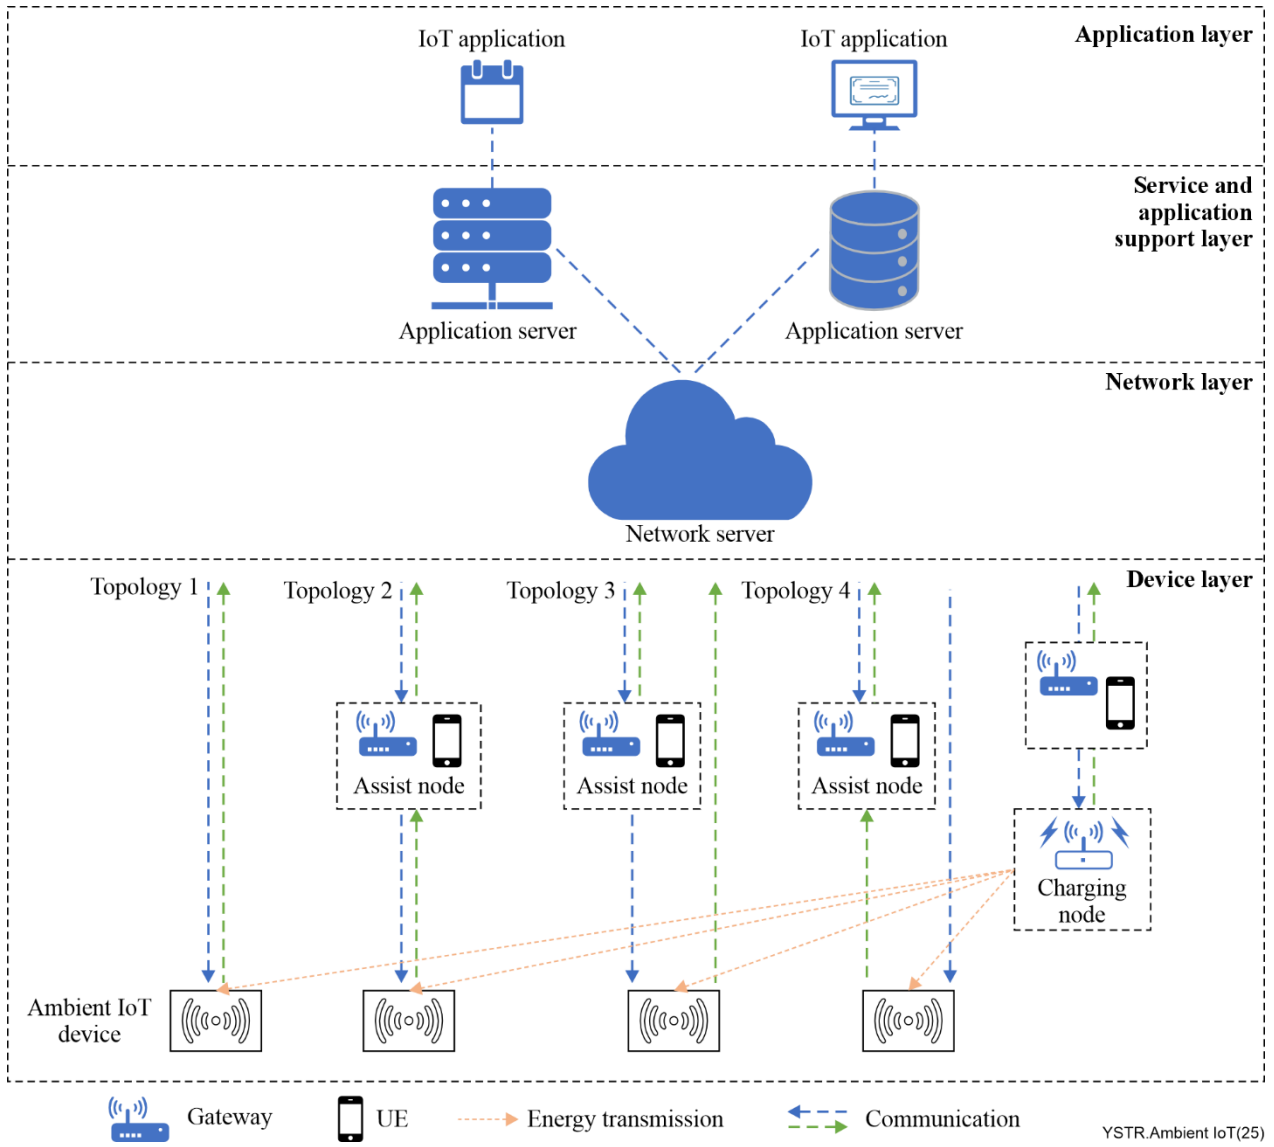 IoT application
IoT application
Application layer
Service and
application
support layer
Application server
Application server
Network layer
Network server
Topology 1
Topology 2
Topology 3
Topology 4
Device layer
Assist node
Assist node
Assist node
Charging
node
Ambient IoT
device
Gateway
UE
Energy transmission
Communication
YSTR.Ambient IoT(25)